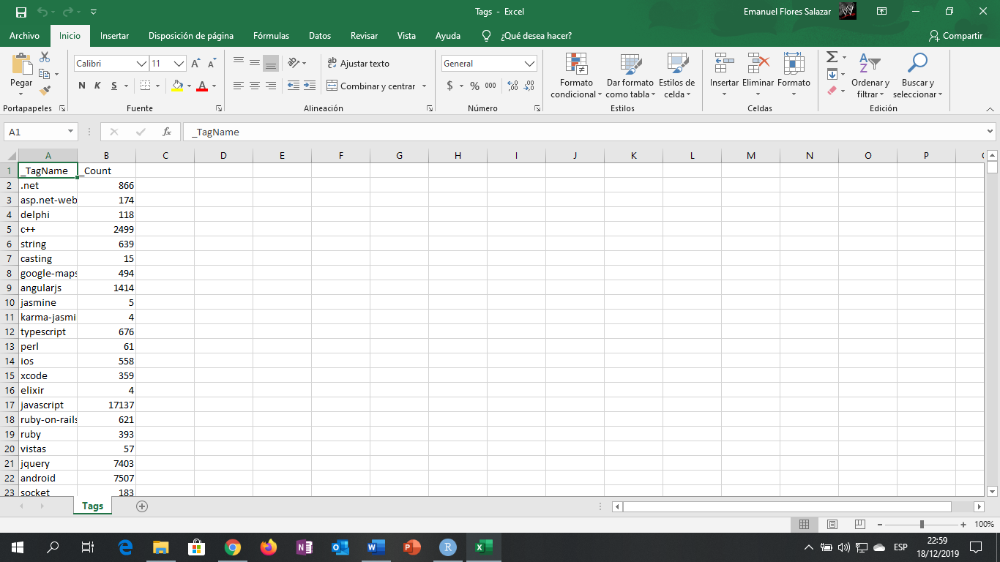 Tags - Excel
Emanuel Flores Salazar
Archivo Inicio Insertar Disposición de página Fórmulas Datos Revisar Vista Ayuda ¿Qué desea hacer? Compartir
Pegar
Portapapeles
Calibri 11
N K S
Fuente
Ajustar texto
Combinar y centrar
Alineación
General
$ % 000
Número
Formato condicional
Dar formato como tabla
Estilos de celda
Estilos
Insertar Eliminar Formato
Celdas
Ordenar y filtrar
Buscar y seleccionar
Edición
A1 fx _TagName
A B C D E F G H I J K L M N O P
1 _TagName _Count
2 .net 866
3 asp.net-web 174
4 delphi 118
5 c++ 2499
6 string 639
7 casting 15
8 google-maps 494
9 angularjs 1414
10 jasmine 5
11 karma-jasmi 4
12 typescript 676
13 perl 61
14 ios 558
15 xcode 359
16 elixir 4
17 javascript 17137
18 ruby-on-rails 621
19 ruby 393
20 vistas 57
21 jquery 7403
22 android 7507
23 socket 183
Tags
100%
ESP
22:59
18/12/2019